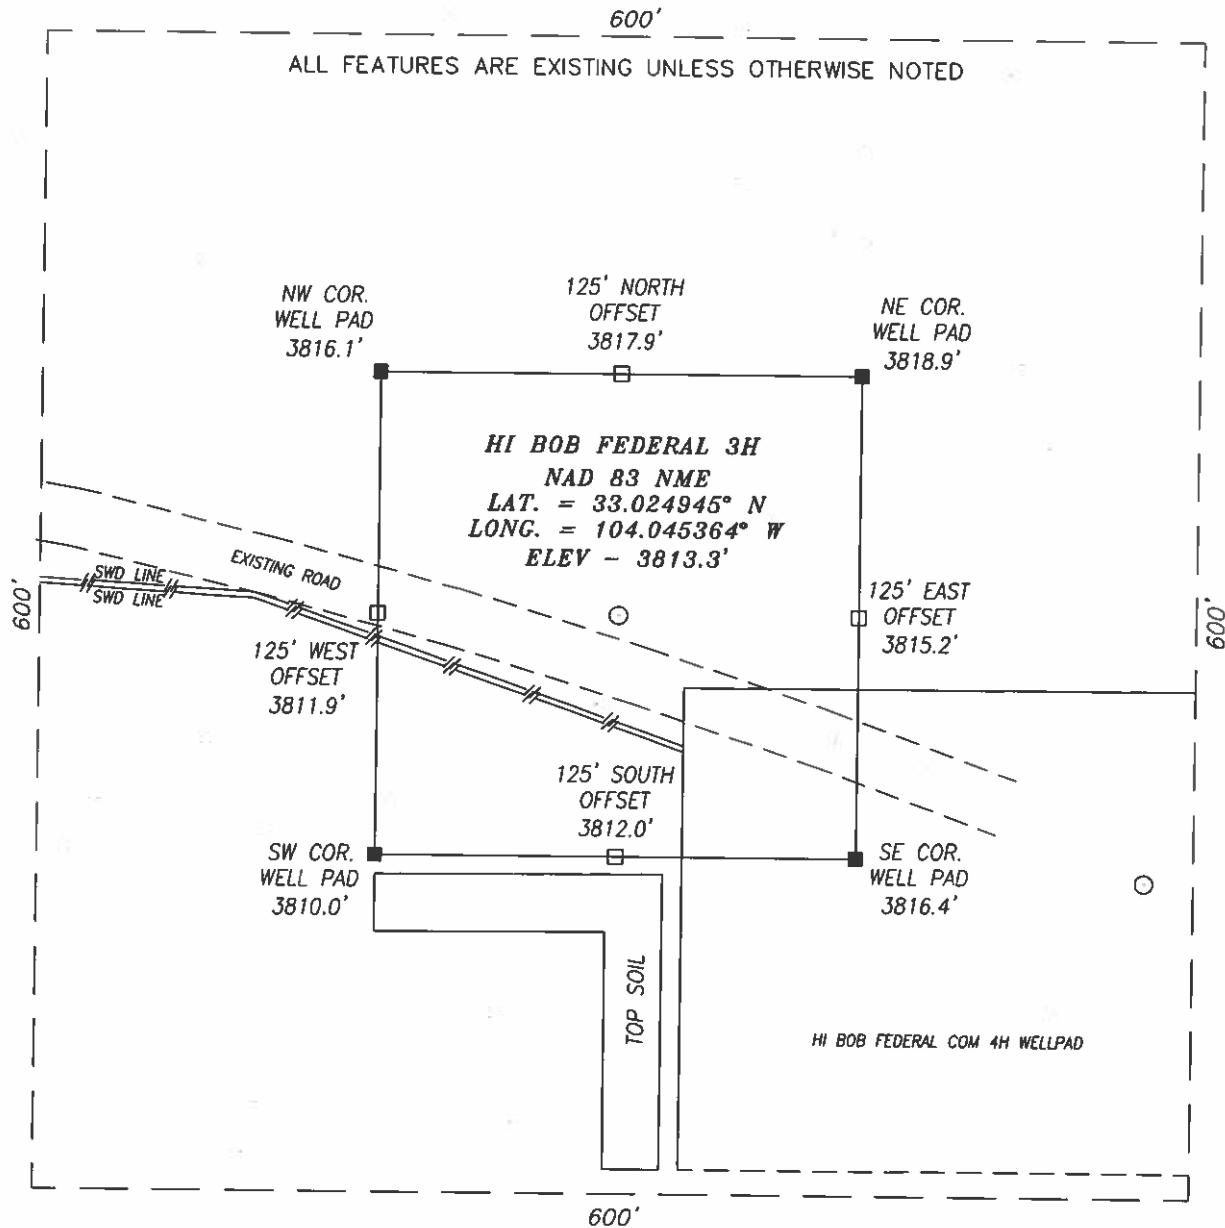 600'
ALL FEATURES ARE EXISTING UNLESS OTHERWISE NOTED
NW COR.
WELL PAD
3816.1'
125' NORTH
OFFSET
3817.9'
NE COR.
WELL PAD
3818.9'
HI BOB FEDERAL 3H
NAD 83 NME
LAT. = 33.024945° N
LONG. = 104.045364° W
ELEV - 3813.3'
EXISTING ROAD
SWD LINE
SWD LINE
600'
125' WEST
OFFSET
3811.9'
125' EAST
OFFSET
3815.2'
600'
125' SOUTH
OFFSET
3812.0'
SW COR.
WELL PAD
3810.0'
SE COR.
WELL PAD
3816.4'
TOP SOIL
HI BOB FEDERAL COM 4H WELLPAD
600'